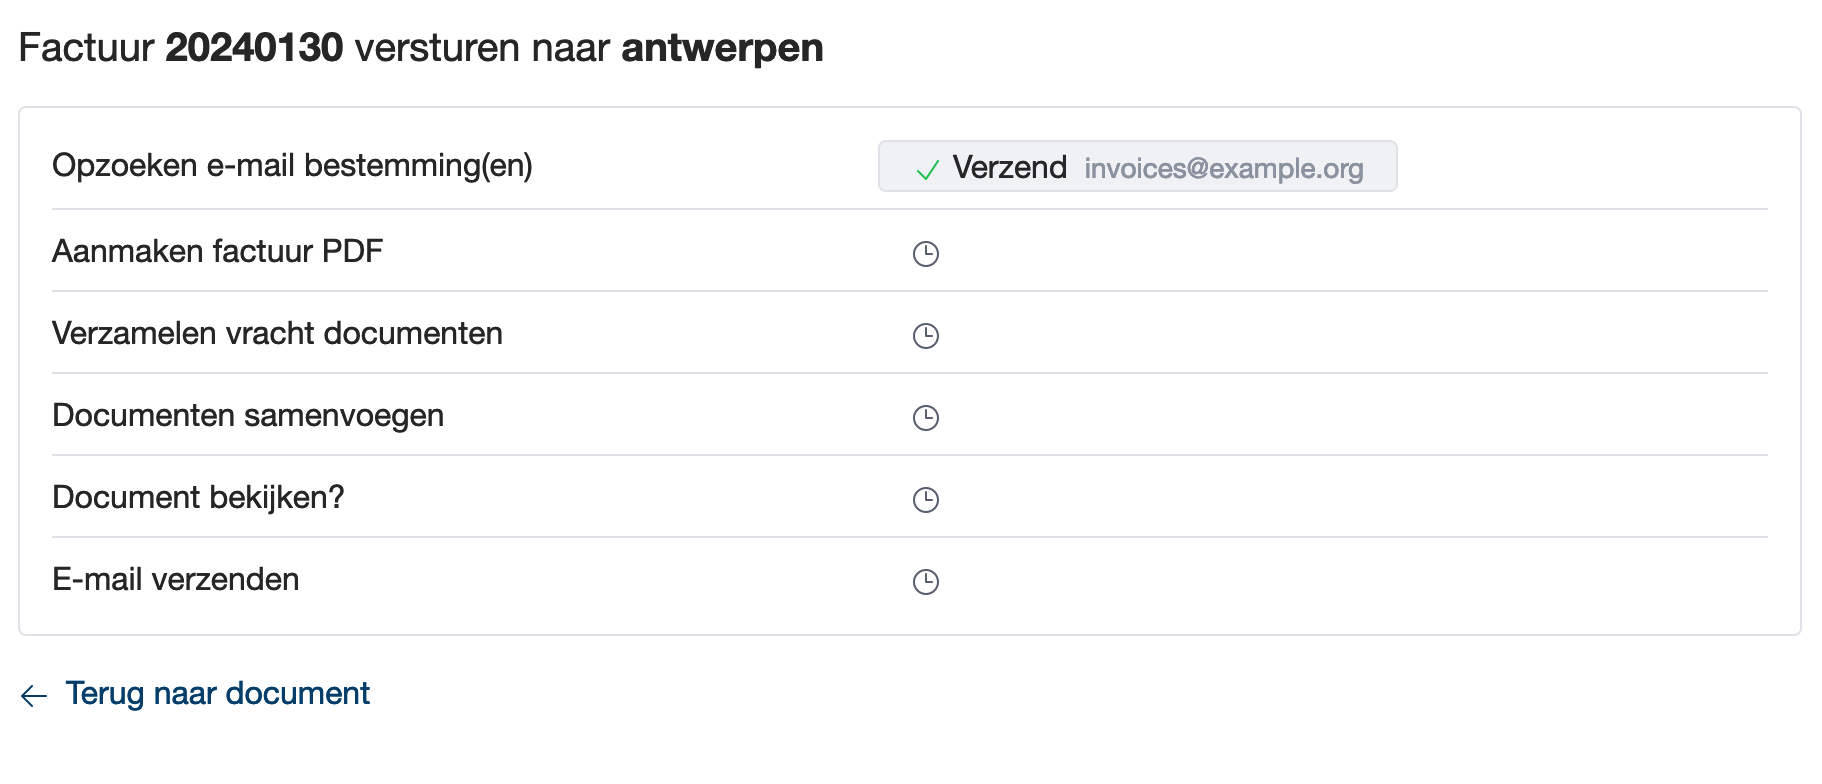 Factuur 20240130 versturen naar antwerpen
Opzoeken e-mail bestemming(en) Verzend invoices@example.org
Aanmaken factuur PDF
Verzamelen vracht documenten
Documenten samenvoegen
Document bekijken?
E-mail verzenden
Terug naar document